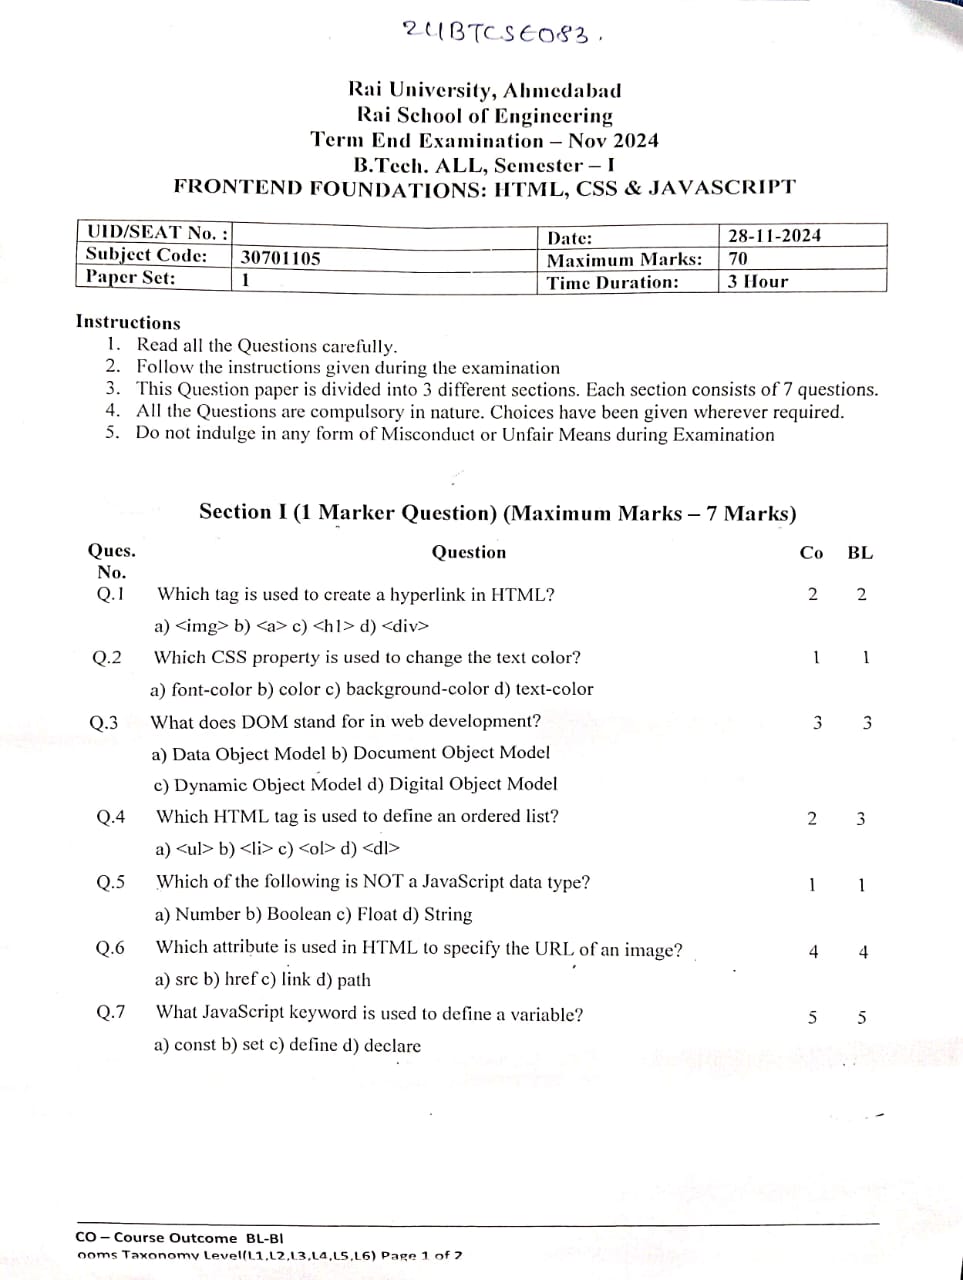 24BTCSE083.
Rai University, Ahmedabad
Rai School of Engineering
Term End Examination – Nov 2024
B.Tech. ALL, Semester – I
FRONTEND FOUNDATIONS: HTML, CSS & JAVASCRIPT
UID/SEAT No. : Date: 28-11-2024
Subject Code: 30701105 Maximum Marks: 70
Paper Set: 1 Time Duration: 3 Hour
Instructions
1. Read all the Questions carefully.
2. Follow the instructions given during the examination
3. This Question paper is divided into 3 different sections. Each section consists of 7 questions.
4. All the Questions are compulsory in nature. Choices have been given wherever required.
5. Do not indulge in any form of Misconduct or Unfair Means during Examination
Section I (1 Marker Question) (Maximum Marks – 7 Marks)
Ques. No. Question Co BL
Q.1 Which tag is used to create a hyperlink in HTML? 2 2
a) <img> b) <a> c) <h1> d) <div>
Q.2 Which CSS property is used to change the text color? 1 1
a) font-color b) color c) background-color d) text-color
Q.3 What does DOM stand for in web development? 3 3
a) Data Object Model b) Document Object Model
c) Dynamic Object Model d) Digital Object Model
Q.4 Which HTML tag is used to define an ordered list? 2 3
a) <ul> b) <li> c) <ol> d) <dl>
Q.5 Which of the following is NOT a JavaScript data type? 1 1
a) Number b) Boolean c) Float d) String
Q.6 Which attribute is used in HTML to specify the URL of an image? 4 4
a) src b) href c) link d) path
Q.7 What JavaScript keyword is used to define a variable? 5 5
a) const b) set c) define d) declare
CO – Course Outcome BL-Bl
ooms Taxonomy Level(L1,L2,L3,L4,L5,L6) Page 1 of 2